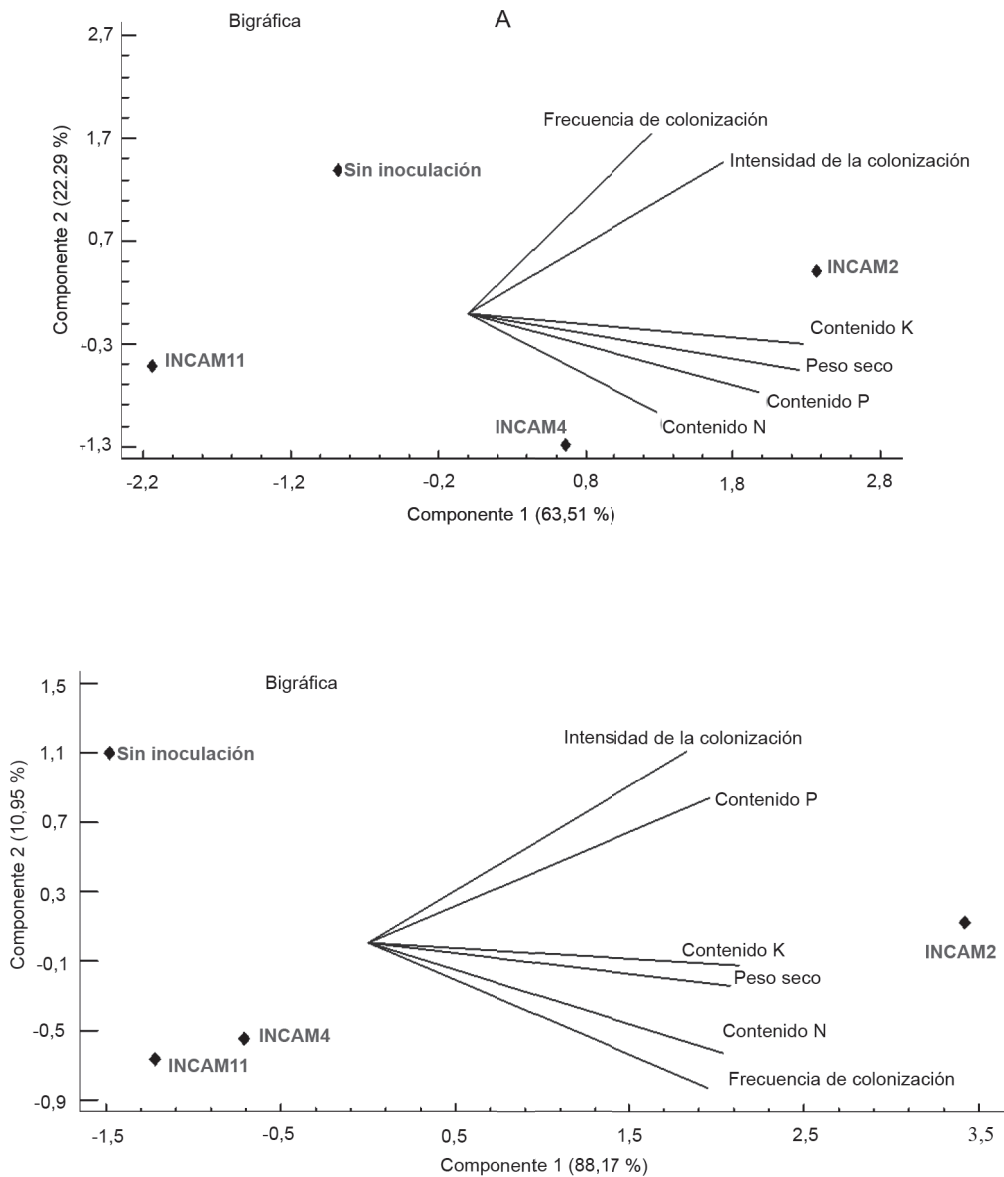 Bigráfica
A
2,7
1,7
0,7
-0,3
-1,3
Componente 2 (22.29 %)
Frecuencia de colonización
Intensidad de la colonización
Sin inoculación
INCAM2
Contenido K
INCAM11
Peso seco
Contenido P
INCAM4
Contenido N
-2,2
-1,2
-0,2
0,8
1,8
2,8
Componente 1 (63,51 %)
Bigráfica
1,5
1,1
0,7
0,3
-0,1
-0,5
-0,9
Componente 2 (10,95 %)
Intensidad de la colonización
Sin inoculación
Contenido P
Contenido K
INCAM2
Peso seco
Contenido N
INCAM4
INCAM11
Frecuencia de colonización
-1,5
-0,5
0,5
1,5
2,5
3,5
Componente 1 (88,17 %)